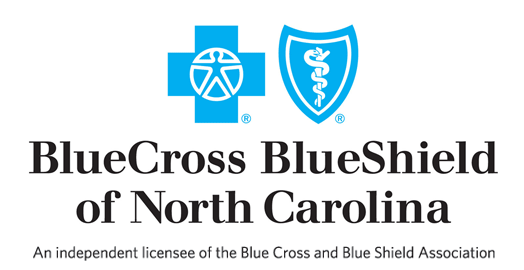 ® ®
BlueCross BlueShield
of North Carolina
An independent licensee of the Blue Cross and Blue Shield Association